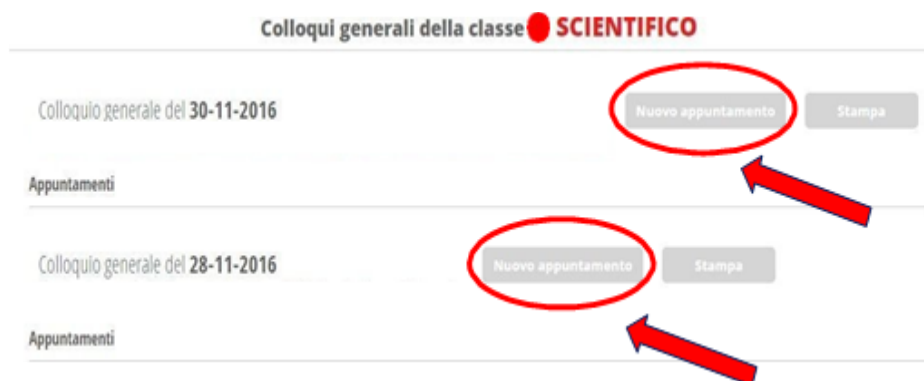 Colloqui generali della classe SCIENTIFICO
Colloquio generale del 30-11-2016 Nuovo appuntamento Stampa
Appuntamenti
Colloquio generale del 28-11-2016 Nuovo appuntamento Stampa
Appuntamenti